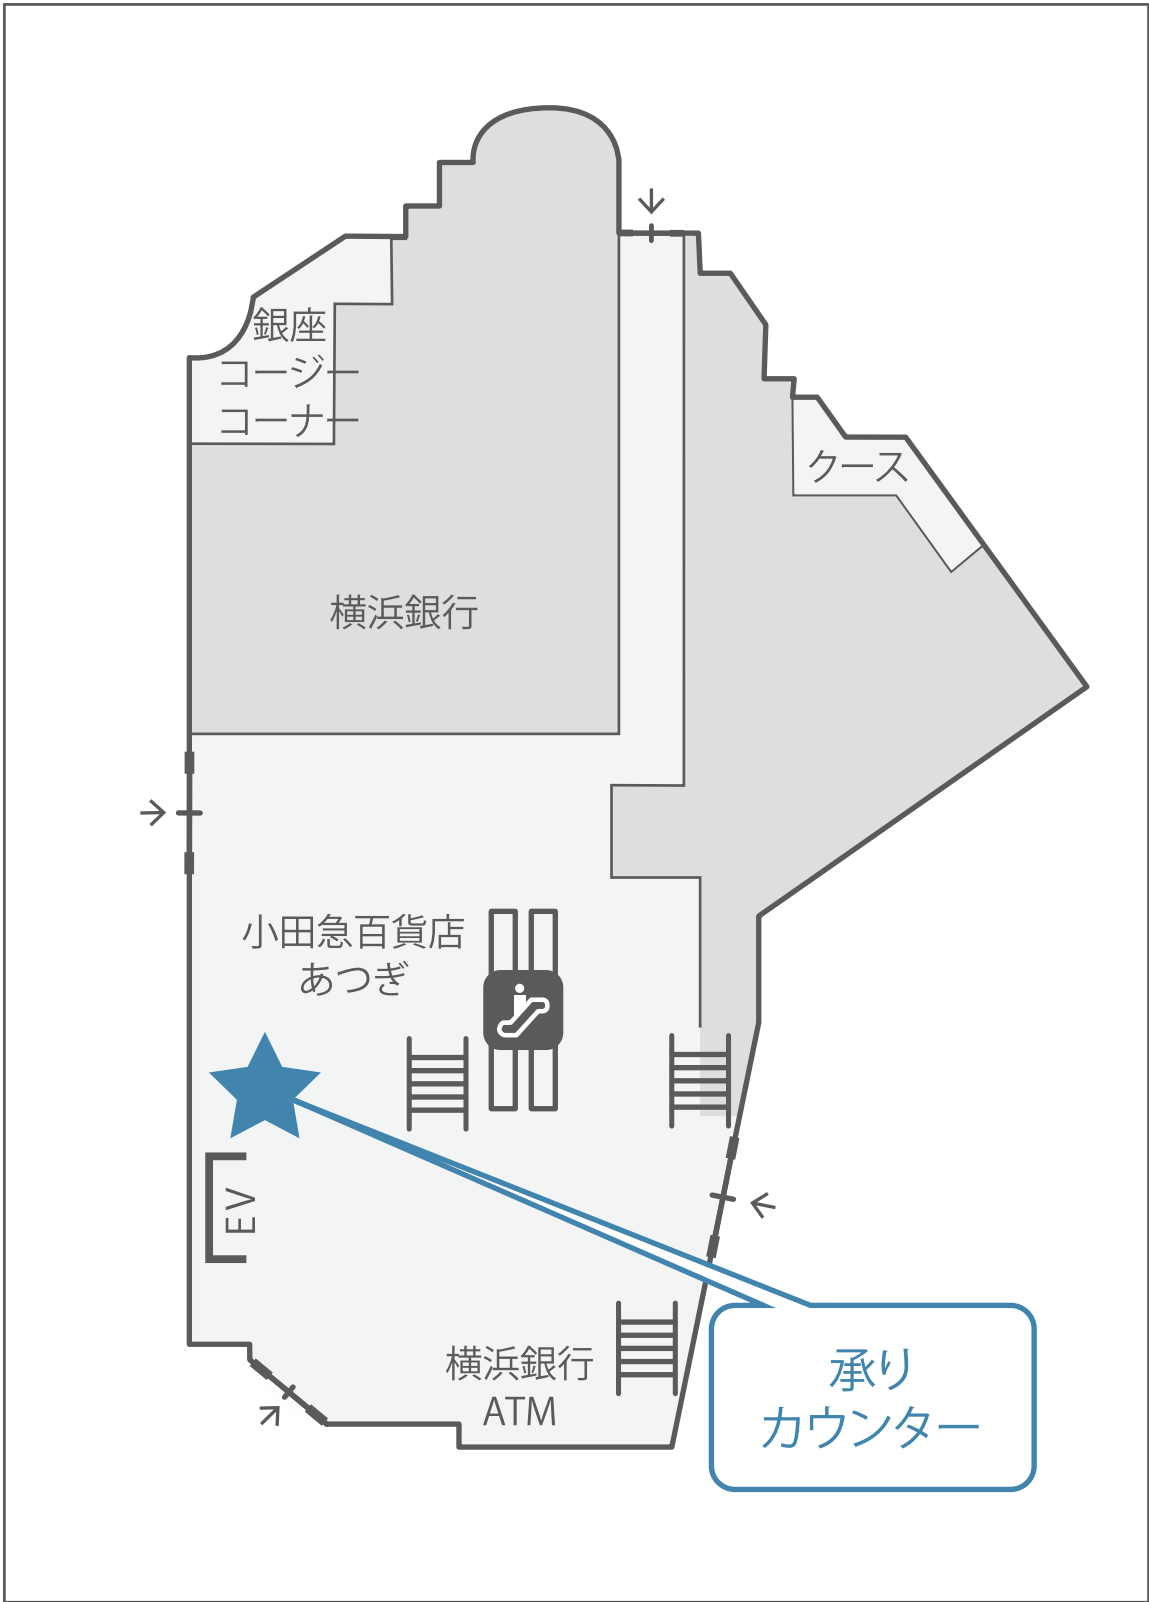 銀座
コージー
コーナー
クース
横浜銀行
小田急百貨店
あつぎ
EV
横浜銀行
ATM
承り
カウンター